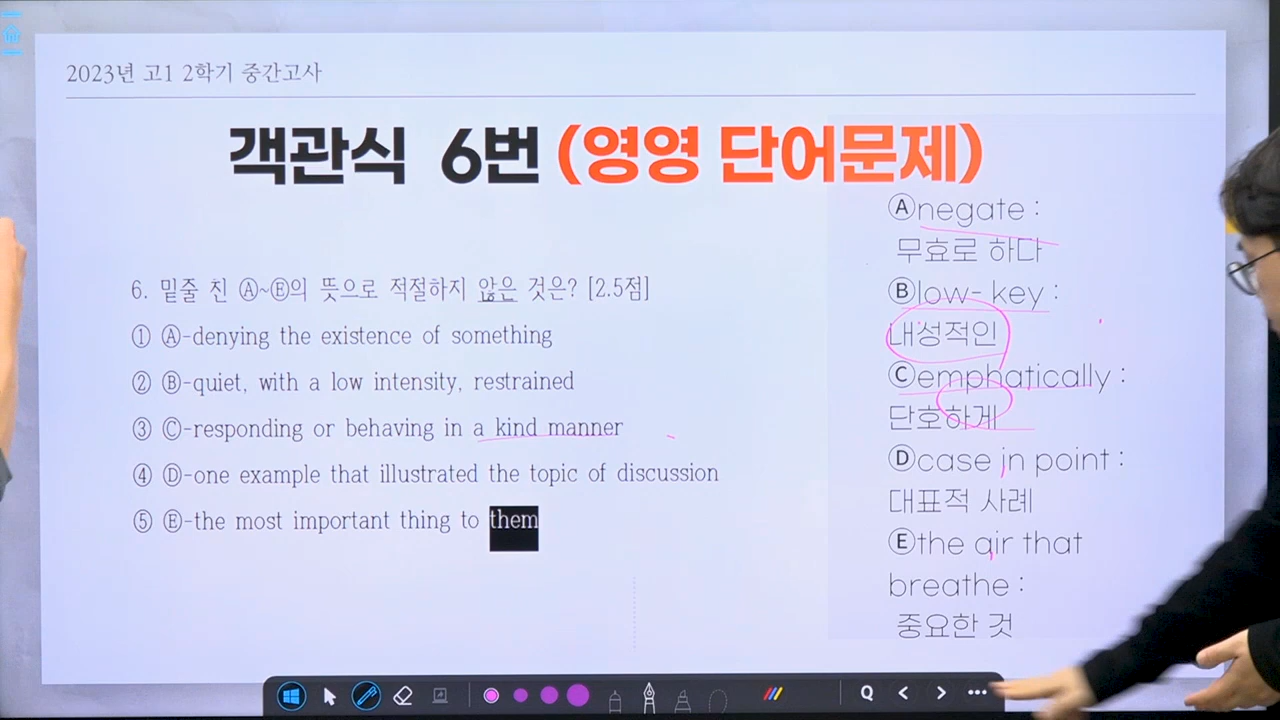 2023년 고1 2학기 중간고사
객관식 6번 (영영 단어문제)
6. 밑줄 친 Ⓐ~Ⓔ의 뜻으로 적절하지 않은 것은? [2.5점]
① Ⓐ-denying the existence of something
② Ⓑ-quiet, with a low intensity, restrained
③ Ⓒ-responding or behaving in a kind manner
④ Ⓓ-one example that illustrated the topic of discussion
⑤ Ⓔ-the most important thing to them
Ⓐnegate :
무효로 하다
Ⓑlow- key :
내성적인
Ⓒemphatically :
단호하게
Ⓓcase in point :
대표적 사례
Ⓔthe air that
breathe :
중요한 것